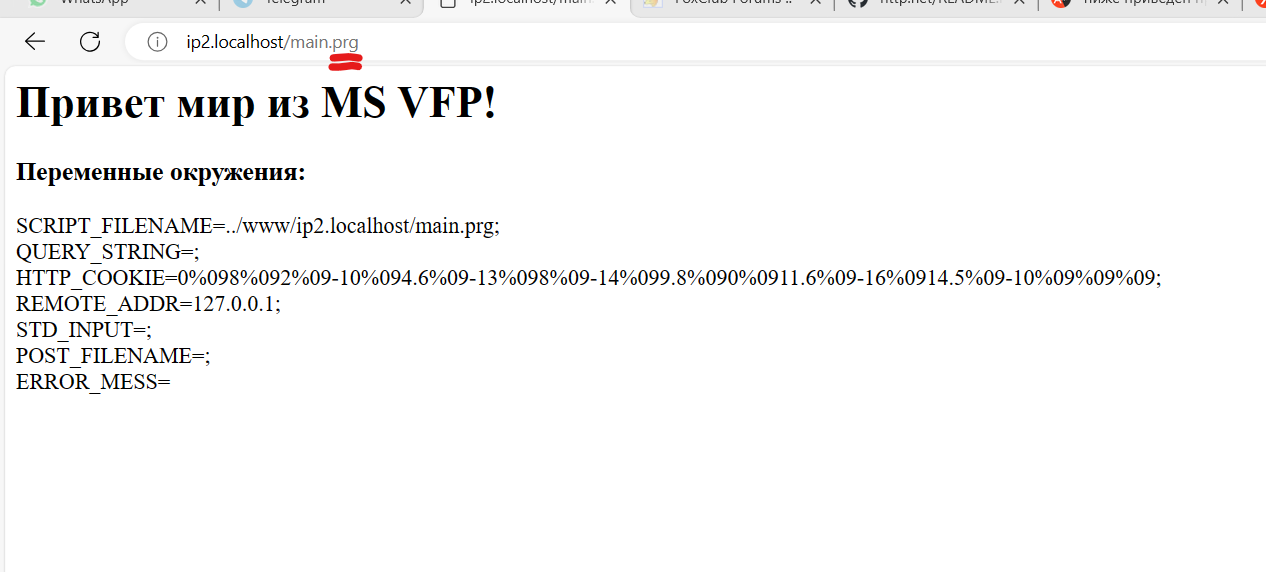 WhatsApp
Telegram
ip2.localhost/main.
FoxClub Forums ..
http.net/README.
ниже приведён п
ip2.localhost/main.prg
Привет мир из MS VFP!
Переменные окружения:
SCRIPT_FILENAME=../www/ip2.localhost/main.prg;
QUERY_STRING=;
HTTP_COOKIE=0%098%092%09-10%094.6%09-13%098%09-14%099.8%090%0911.6%09-16%0914.5%09-10%09%09%09;
REMOTE_ADDR=127.0.0.1;
STD_INPUT=;
POST_FILENAME=;
ERROR_MESS=